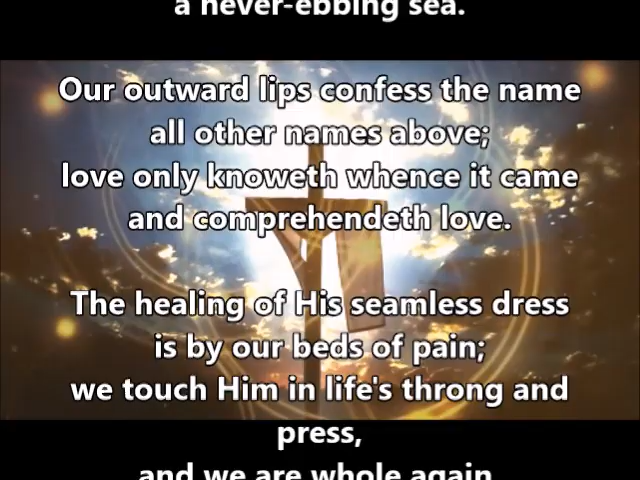 a never-ebbing sea.
Our outward lips confess the name
all other names above;
love only knoweth whence it came
and comprehendeth love.
The healing of His seamless dress
is by our beds of pain;
we touch Him in life's throng and
press,
and we are whole again